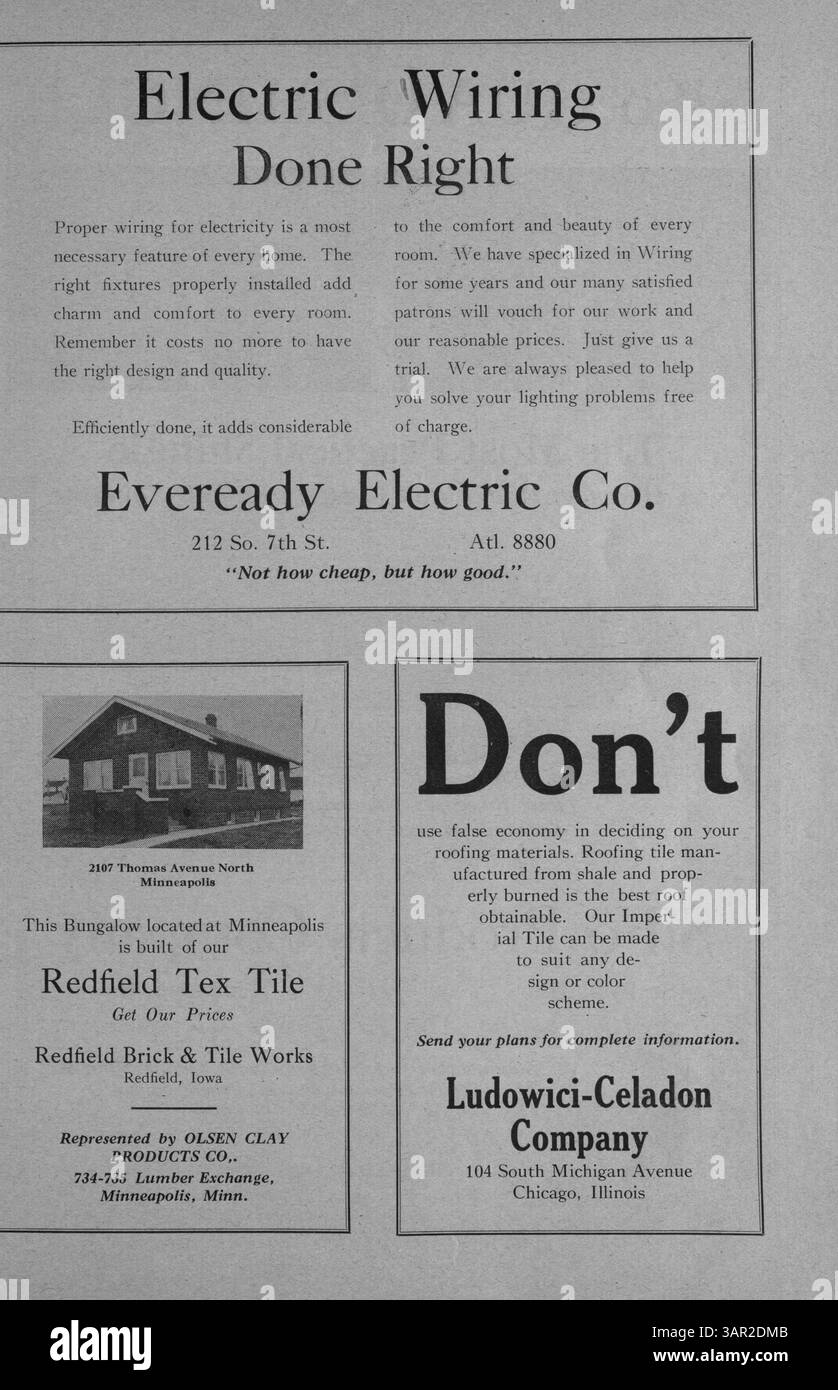 Electric Wiring
Done Right
Proper wiring for electricity is a most
necessary feature of every home. The
right fixtures properly installed add
charm and comfort to every room.
Remember it costs no more to have
the right design and quality.
Efficiently done, it adds considerable
to the comfort and beauty of every
room. We have specialized in Wiring
for some years and our many satisfied
patrons will vouch for our work and
our reasonable prices. Just give us a
trial. We are always pleased to help
you solve your lighting problems free
of charge.
Eveready Electric Co.
212 So. 7th St. Atl. 8880
"Not how cheap, but how good."
2107 Thomas Avenue North
Minneapolis
This Bungalow located at Minneapolis
is built of our
Redfield Tex Tile
Get Our Prices
Redfield Brick & Tile Works
Redfield, Iowa
Represented by OLSEN CLAY
PRODUCTS CO,.
734-735 Lumber Exchange,
Minneapolis, Minn.
Don't
use false economy in deciding on your
roofing materials. Roofing tile man-
ufactured from shale and prop-
erly burned is the best roof
obtainable. Our Imper-
ial Tile can be made
to suit any de-
sign or color
scheme.
Send your plans for complete information.
Ludowici-Celadon
Company
104 South Michigan Avenue
Chicago, Illinois
alamy
a
alamy
Image ID: 3AR2DMB
www.alamy.com